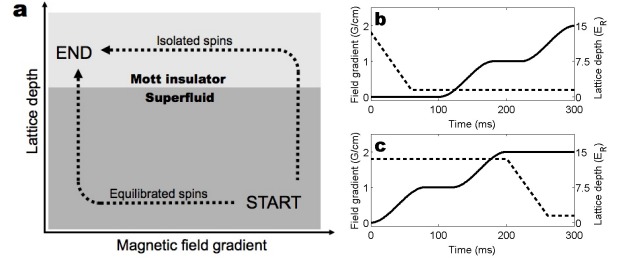 a
Lattice depth
Isolated spins
END
Mott insulator
Superfluid
Equilibrated spins
START
Magnetic field gradient
b
Field gradient (G/cm)
2
1
0
15
7.5
0
Lattice depth (E_R)
0 100 200 300
Time (ms)
c
Field gradient (G/cm)
2
1
0
15
7.5
0
Lattice depth (E_R)
0 100 200 300
Time (ms)